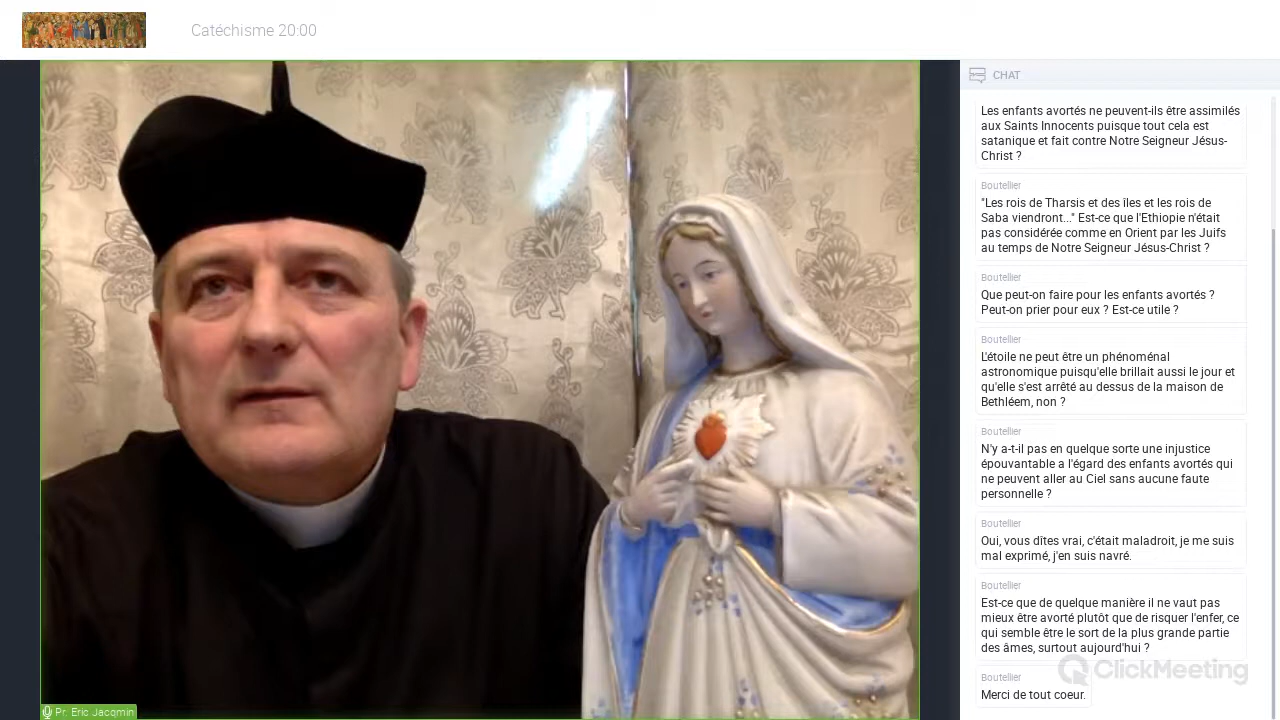 Catéchisme 20:00
CHAT
Les enfants avortés ne peuvent-ils être assimilés
aux Saints Innocents puisque tout cela est
satanique et fait contre Notre Seigneur Jésus-
Christ ?
Boutellier
"Les rois de Tharsis et des îles et les rois de
Saba viendront..." Est-ce que l'Ethiopie n'était
pas considérée comme en Orient par les Juifs
au temps de Notre Seigneur Jésus-Christ ?
Boutellier
Que peut-on faire pour les enfants avortés ?
Peut-on prier pour eux ? Est-ce utile ?
Boutellier
L'étoile ne peut être un phénoménal
astronomique puisqu'elle brillait aussi le jour et
qu'elle s'est arrêté au dessus de la maison de
Bethléem, non ?
Boutellier
N'y a-t-il pas en quelque sorte une injustice
épouvantable a l'égard des enfants avortés qui
ne peuvent aller au Ciel sans aucune faute
personnelle ?
Boutellier
Oui, vous dîtes vrai, c'était maladroit, je me suis
mal exprimé, j'en suis navré.
Boutellier
Est-ce que de quelque manière il ne vaut pas
mieux être avorté plutôt que de risquer l'enfer, ce
qui semble être le sort de la plus grande partie
des âmes, surtout aujourd'hui ?
ClickMeeting
Boutellier
Merci de tout coeur.
Pr. Eric Jacqmin